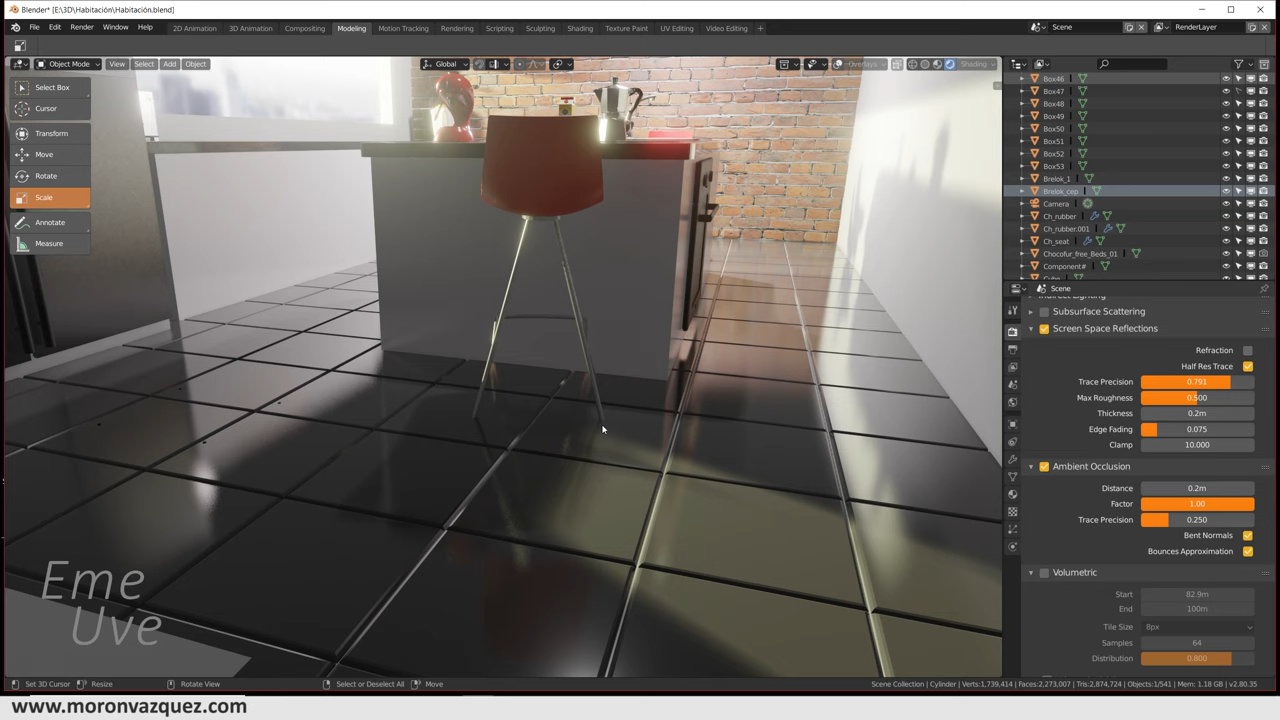 Blender* [E:\3D\Habitación\Habitación.blend]
File Edit Render Window Help 2D Animation 3D Animation Compositing Modeling Motion Tracking Rendering Scripting Sculpting Shading Texture Paint UV Editing Video Editing + Scene RenderLayer
Object Mode View Select Add Object Global Overlays Shading
Select Box
Cursor
Transform
Move
Rotate
Scale
Annotate
Measure
Box46
Box47
Box48
Box49
Box50
Box51
Box52
Box53
Brelok_1
Brelok_cep
Camera
Ch_rubber
Ch_rubber.001
Ch_seat
Chocofur_free_Beds_01
Component#
Scene
Indirect Lighting
Subsurface Scattering
Screen Space Reflections
Refraction
Half Res Trace
Trace Precision 0.791
Max Roughness 0.500
Thickness 0.2m
Edge Fading 0.075
Clamp 10.000
Ambient Occlusion
Distance 0.2m
Factor 1.00
Trace Precision 0.250
Bent Normals
Bounces Approximation
Volumetric
Start 82.9m
End 100m
Tile Size 8px
Samples 64
Distribution 0.800
Eme
Uve
Set 3D Cursor Resize Rotate View Select or Deselect All Move Scene Collection | Cylinder | Verts:1,739,414 | Faces:2,273,007 | Tris:2,874,724 | Objects:1/541 | Mem: 1.18 GB | v2.80.35
www.moronvazquez.com